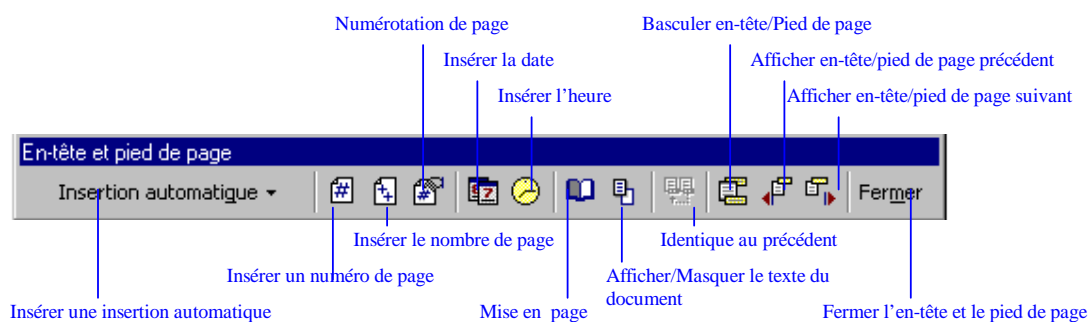 Numérotation de page
Basculer en-tête/Pied de page
Insérer la date
Afficher en-tête/pied de page précédent
Insérer l’heure
Afficher en-tête/pied de page suivant
En-tête et pied de page
Insertion automatique
Fermer
Insérer le nombre de page
Identique au précédent
Insérer un numéro de page
Afficher/Masquer le texte du
document
Insérer une insertion automatique
Mise en page
Fermer l’en-tête et le pied de page